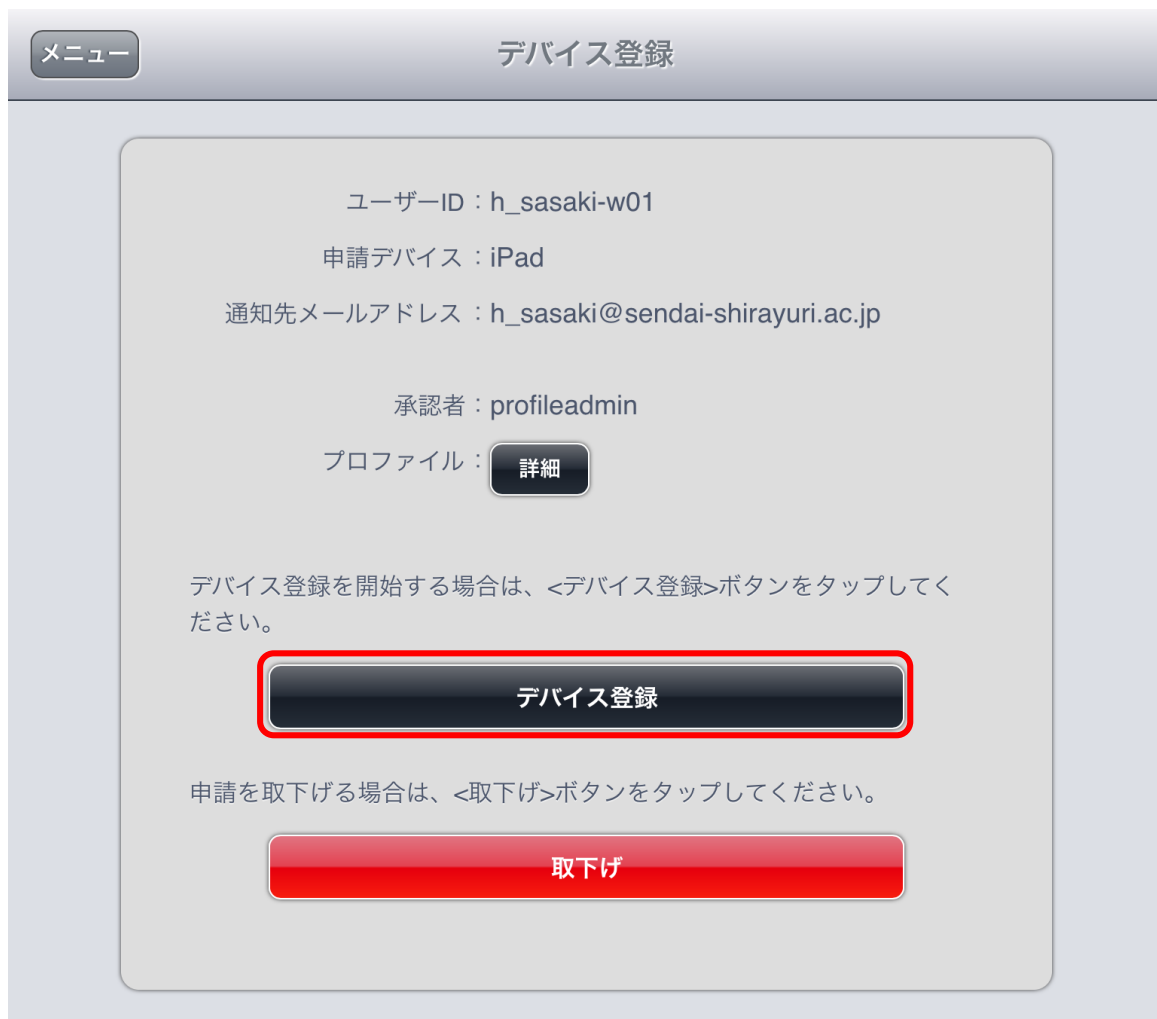 メニュー
デバイス登録
ユーザーID：h_sasaki-w01
申請デバイス：iPad
通知先メールアドレス：h_sasaki@sendai-shirayuri.ac.jp
承認者：profileadmin
プロファイル：詳細
デバイス登録を開始する場合は、<デバイス登録>ボタンをタップしてく
ださい。
デバイス登録
申請を取下げる場合は、<取下げ>ボタンをタップしてください。
取下げ